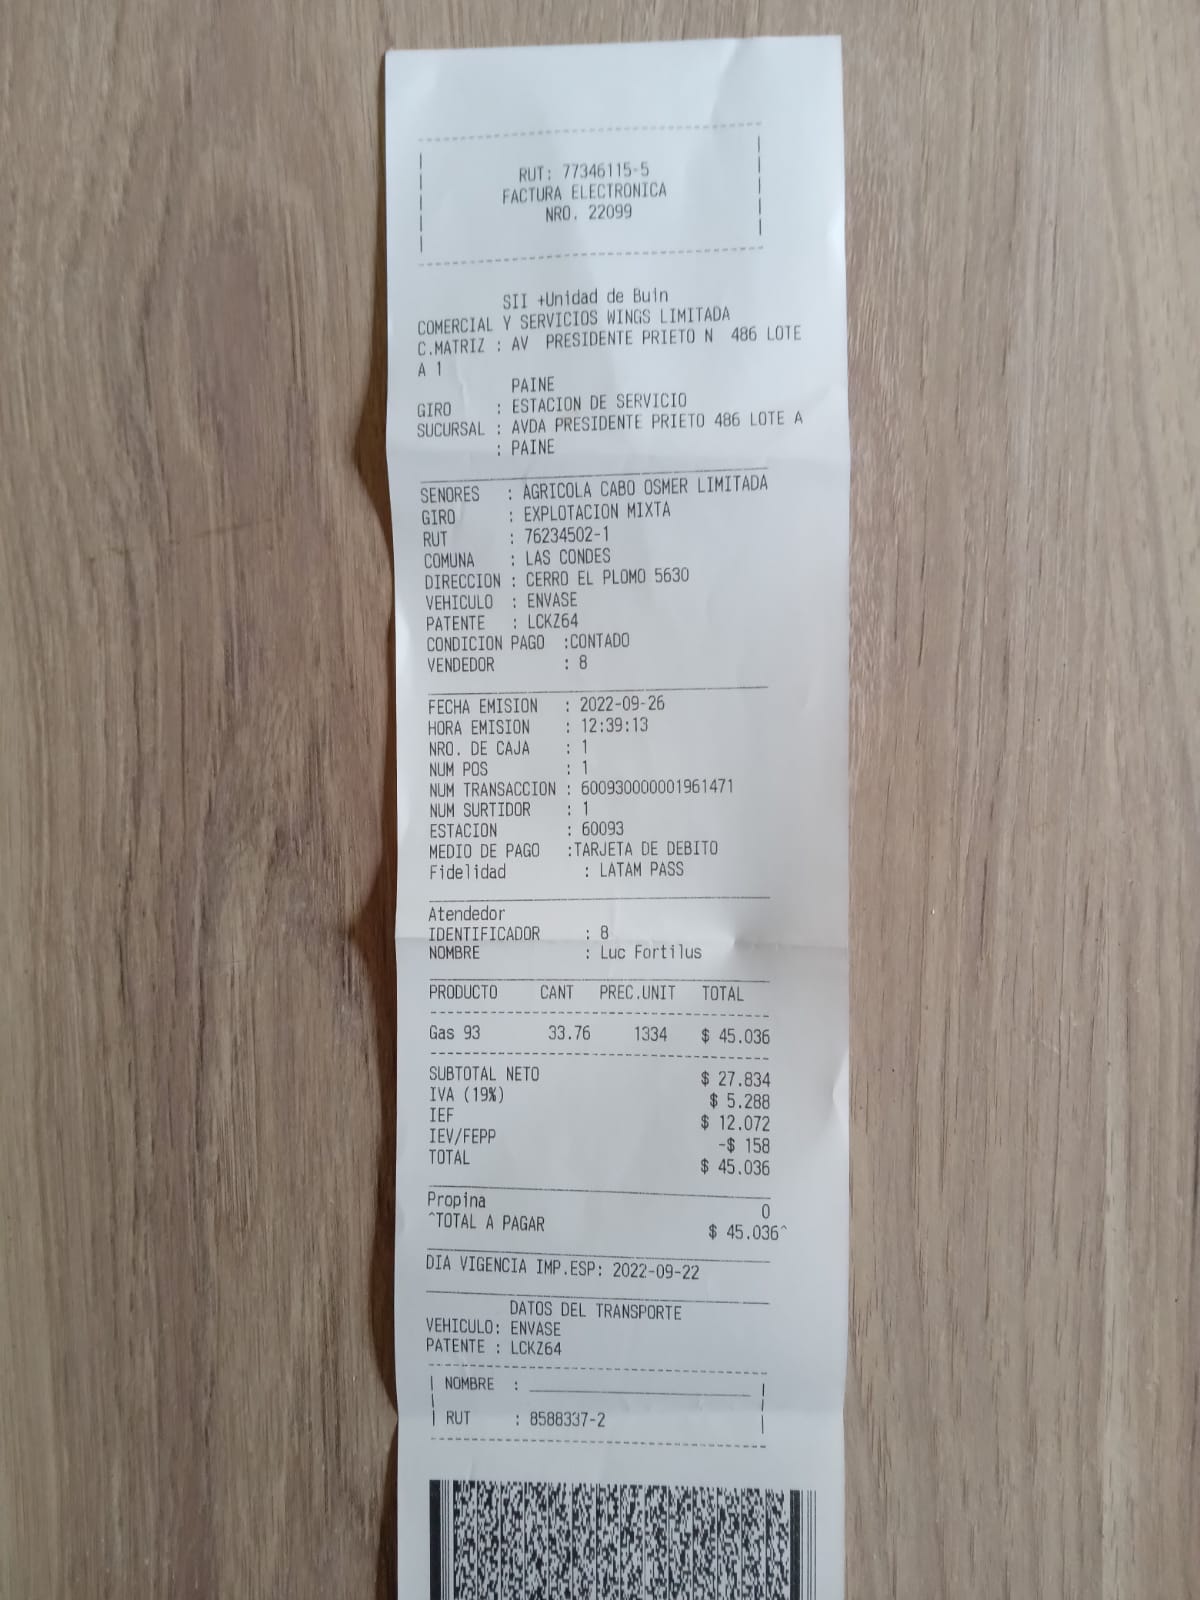 RUT: 77346115-5
FACTURA ELECTRONICA
NRO. 22099
SII +Unidad de Buin
COMERCIAL Y SERVICIOS WINGS LIMITADA
C.MATRIZ : AV PRESIDENTE PRIETO N 486 LOTE
A 1
PAINE
GIRO : ESTACION DE SERVICIO
SUCURSAL : AVDA PRESIDENTE PRIETO 486 LOTE A
: PAINE
SENORES : AGRICOLA CABO OSMER LIMITADA
GIRO : EXPLOTACION MIXTA
RUT : 76234502-1
COMUNA : LAS CONDES
DIRECCION : CERRO EL PLOMO 5630
VEHICULO : ENVASE
PATENTE : LCKZ64
CONDICION PAGO :CONTADO
VENDEDOR : 8
FECHA EMISION : 2022-09-26
HORA EMISION : 12:39:13
NRO. DE CAJA : 1
NUM POS : 1
NUM TRANSACCION : 600930000001961471
NUM SURTIDOR : 1
ESTACION : 60093
MEDIO DE PAGO :TARJETA DE DEBITO
Fidelidad : LATAM PASS
Atendedor
IDENTIFICADOR : 8
NOMBRE : Luc Fortilus
PRODUCTO CANT PREC.UNIT TOTAL
Gas 93 33.76 1334 $ 45.036
SUBTOTAL NETO $ 27.834
IVA (19%) $ 5.288
IEF $ 12.072
IEV/FEPP -$ 158
TOTAL $ 45.036
Propina 0
^TOTAL A PAGAR $ 45.036^
DIA VIGENCIA IMP.ESP: 2022-09-22
DATOS DEL TRANSPORTE
VEHICULO: ENVASE
PATENTE : LCKZ64
NOMBRE :
RUT : 8588337-2